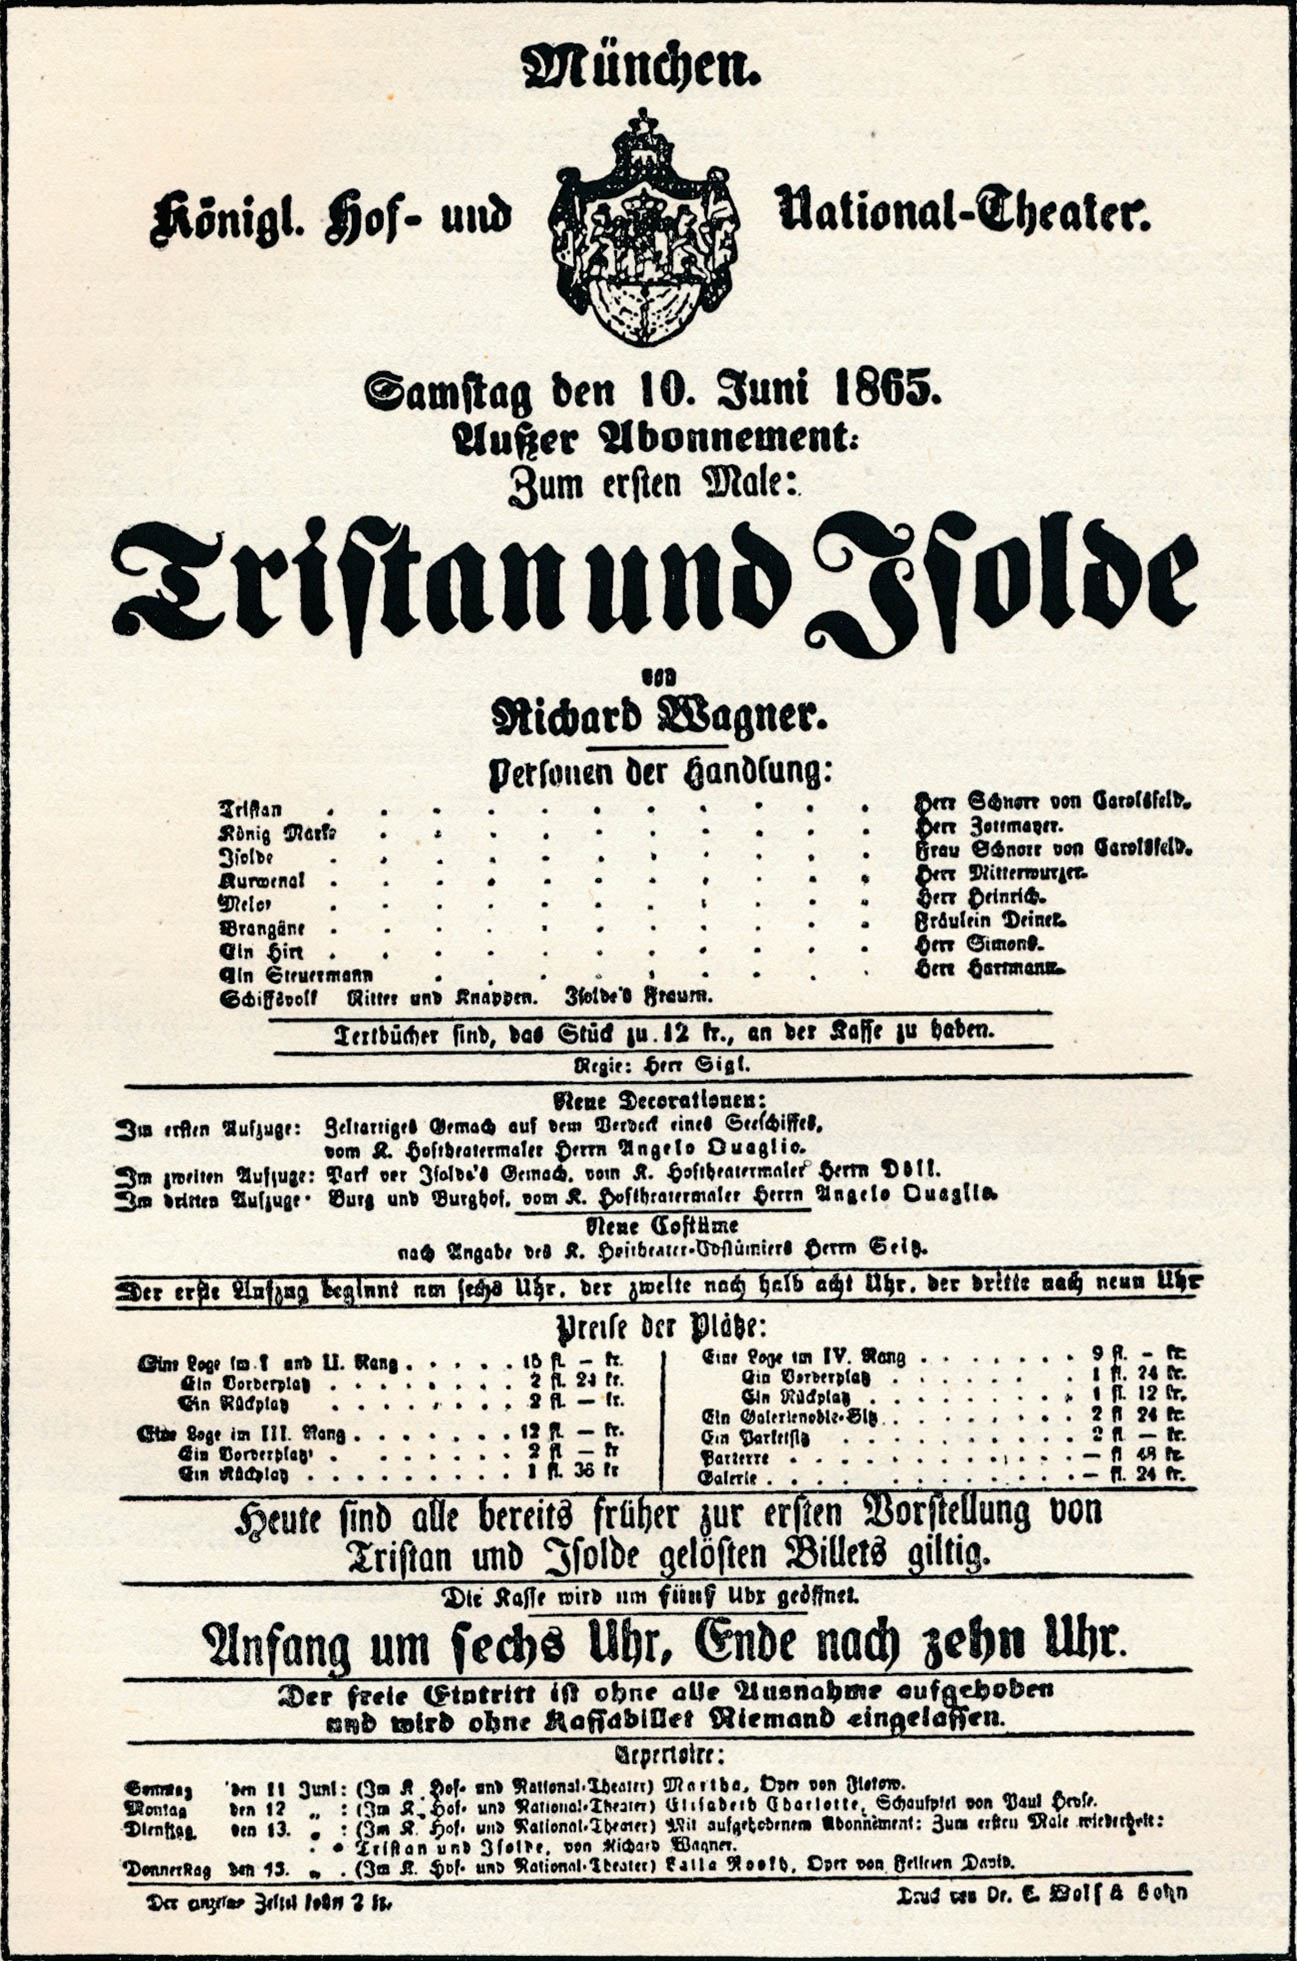 München.
Königl. Hof- und National-Theater.
Samstag den 10. Juni 1865.
Außer Abonnement:
Zum ersten Male:
Tristan und Isolde
von
Richard Wagner.
Personen der Handlung:
Tristan . . . . . . . . . . . Herr Schnorr von Carolsfeld.
König Marke . . . . . . . . . . Herr Zottmayer.
Isolde . . . . . . . . . . . Frau Schnorr von Carolsfeld.
Kurwenal . . . . . . . . . . . Herr Mitterwurzer.
Melot . . . . . . . . . . . Herr Heinrich.
Brangäne . . . . . . . . . . . Fräulein Deinet.
Ein Hirt . . . . . . . . . . . Herr Simons.
Ein Steuermann . . . . . . . . . Herr Hartmann.
Schiffsvolk Ritter und Knappen. Isolde's Frauen.
Textbücher sind, das Stück zu 12 kr., an der Kasse zu haben.
Regie: Herr Sigl.
Neue Decorationen:
Im ersten Aufzuge: Zeltartiges Gemach auf dem Verdeck eines Seeschiffes,
vom K. Hoftheatermaler Herrn Angelo Quaglio.
Im zweiten Aufzuge: Park vor Isolde's Gemach, vom K. Hoftheatermaler Herrn Döll.
Im dritten Aufzuge: Burg und Burghof, vom K. Hoftheatermaler Herrn Angelo Quaglio.
Neue Costüme
nach Angabe des K. Hoftheater-Costümiers Herrn Seitz.
Der erste Aufzug beginnt um sechs Uhr, der zweite nach halb acht Uhr, der dritte nach neun Uhr
Preise der Plätze:
Eine Loge im I und II. Rang . . . . . 15 fl. — kr.
Ein Vorderplatz . . . . . . . . 2 fl. 24 kr.
Ein Rückplatz . . . . . . . . 2 fl. — kr.
Eine Loge im III. Rang . . . . . . . 12 fl. — kr.
Ein Vorderplatz . . . . . . . . 2 fl — kr
Ein Rückplatz . . . . . . . . . 1 fl. 36 kr
Eine Loge im IV. Rang . . . . . . . 9 fl. — kr.
Ein Vorderplatz . . . . . . . . 1 fl. 24 kr.
Ein Rückplatz . . . . . . . . 1 fl. 12 kr.
Ein Galerienoble-Sitz . . . . . . . . 2 fl 24 kr.
Ein Parketsitz . . . . . . . . . 2 fl — kr.
Parterre . . . . . . . . . . — fl 48 kr.
Galerie . . . . . . . . . . . — fl. 24 kr.
Heute sind alle bereits früher zur ersten Vorstellung von
Tristan und Isolde gelösten Billets giltig.
Die Kasse wird um fünf Uhr geöffnet.
Anfang um sechs Uhr, Ende nach zehn Uhr.
Der freie Eintritt ist ohne alle Ausnahme aufgehoben
und wird ohne Kassabillet Niemand eingelassen.
Repertoire:
Sonntag den 11 Juni: (Im K. Hof- und National-Theater) Martha, Oper von Flotow.
Montag den 12 „ : (Im K. Hof- und National-Theater) Elisabeth Charlotte, Schauspiel von Paul Heyse.
Dienstag den 13. „ : (Im K. Hof- und National-Theater) Mit aufgehobenem Abonnement: Zum ersten Male wiederholt:
Tristan und Isolde, von Richard Wagner.
Donnerstag den 15. „ . (Im K. Hof- und National-Theater) Lalla Rookh, Oper von Felicien David.
Der einzelne Zettel kostet 2 kr.
Druck von Dr. C. Wolf & Sohn